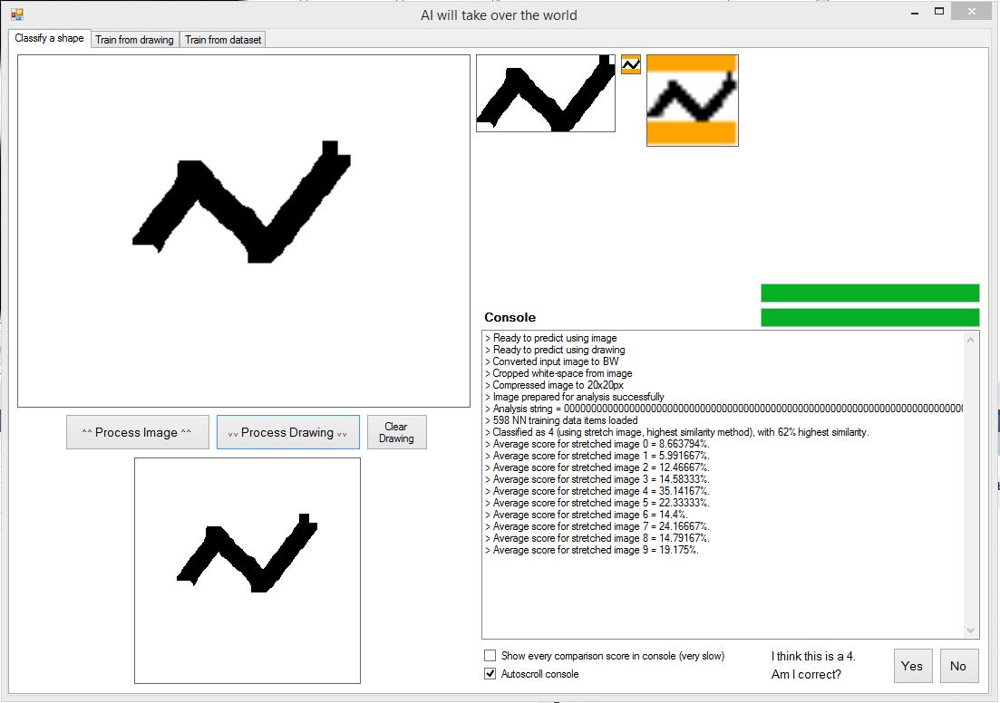 AI will take over the world
Classify a shape
Train from drawing
Train from dataset
^^ Process Image ^^
vv Process Drawing vv
Clear
Drawing
Console
> Ready to predict using image
> Ready to predict using drawing
> Converted input image to BW
> Cropped white-space from image
> Compressed image to 20x20px
> Image prepared for analysis successfully
> Analysis string = 000000000000000000000000000000000000000000000000000000000000000000000000000
> 598 NN training data items loaded
> Classified as 4 (using stretch image, highest similarity method), with 62% highest similarity.
> Average score for stretched image 0 = 8.663794%.
> Average score for stretched image 1 = 5.991667%.
> Average score for stretched image 2 = 12.46667%.
> Average score for stretched image 3 = 14.58333%.
> Average score for stretched image 4 = 35.14167%.
> Average score for stretched image 5 = 22.33333%.
> Average score for stretched image 6 = 14.4%.
> Average score for stretched image 7 = 24.16667%.
> Average score for stretched image 8 = 14.79167%.
> Average score for stretched image 9 = 19.175%.
Show every comparison score in console (very slow)
Autoscroll console
I think this is a 4.
Am I correct?
Yes
No